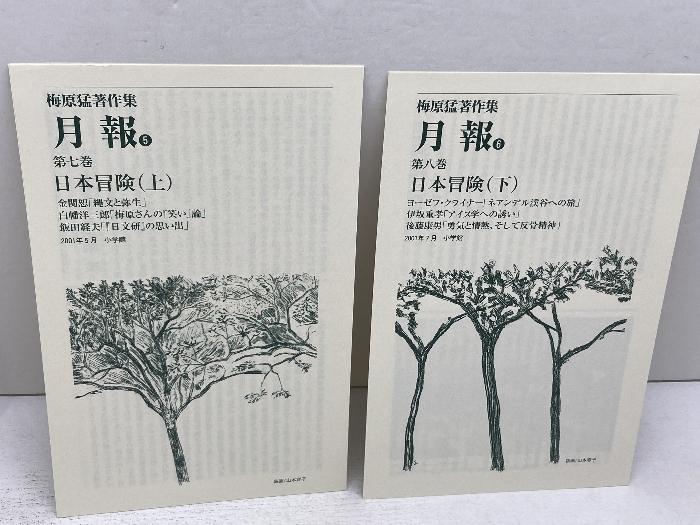 梅原猛著作集
月報5
第七巻
日本冒険(上)
金関恕「縄文と弥生」
白幡洋三郎「梅原さんの『笑い』論」
飯田経夫「『日文研』の思い出」
2001年5月 小学館
梅原猛著作集
月報6
第八巻
日本冒険(下)
ヨーゼフ・クライナー「ネアンデル渓谷への旅」
伊坂重孝「アイヌ学への誘い」
後藤康男「勇気と情熱、そして反骨精神」
2001年7月 小学館